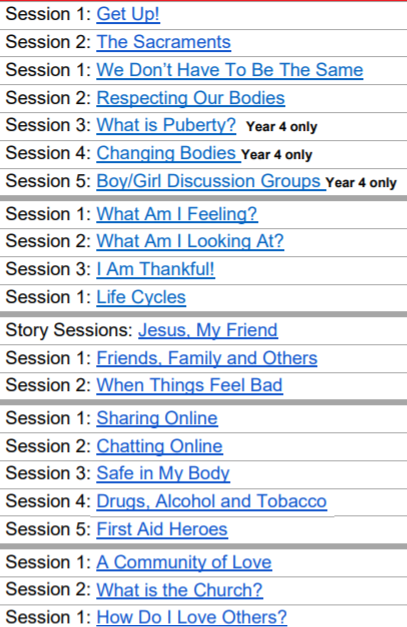 Session 1: Get Up!
Session 2: The Sacraments
Session 1: We Don't Have To Be The Same
Session 2: Respecting Our Bodies
Session 3: What is Puberty? Year 4 only
Session 4: Changing Bodies Year 4 only
Session 5: Boy/Girl Discussion Groups Year 4 only
Session 1: What Am I Feeling?
Session 2: What Am I Looking At?
Session 3: I Am Thankful!
Session 1: Life Cycles
Story Sessions: Jesus, My Friend
Session 1: Friends, Family and Others
Session 2: When Things Feel Bad
Session 1: Sharing Online
Session 2: Chatting Online
Session 3: Safe in My Body
Session 4: Drugs, Alcohol and Tobacco
Session 5: First Aid Heroes
Session 1: A Community of Love
Session 2: What is the Church?
Session 1: How Do I Love Others?